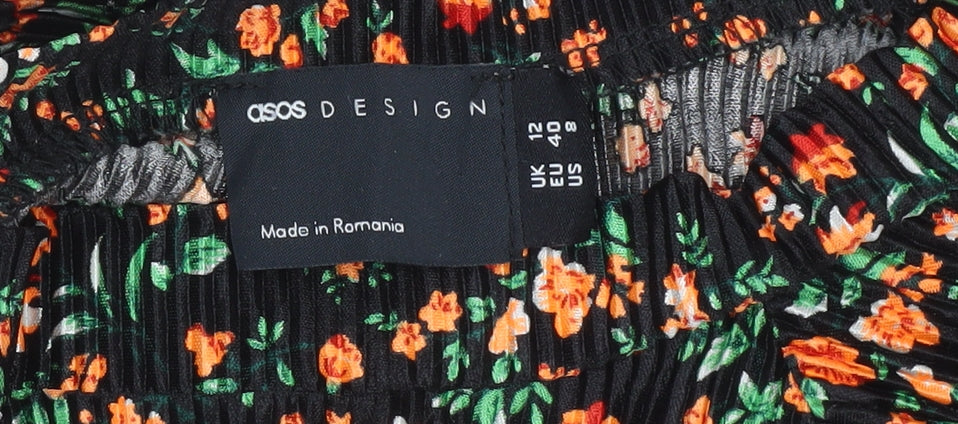 asos DESIGN
Made in Romania
UK 12
EU 40
US 8